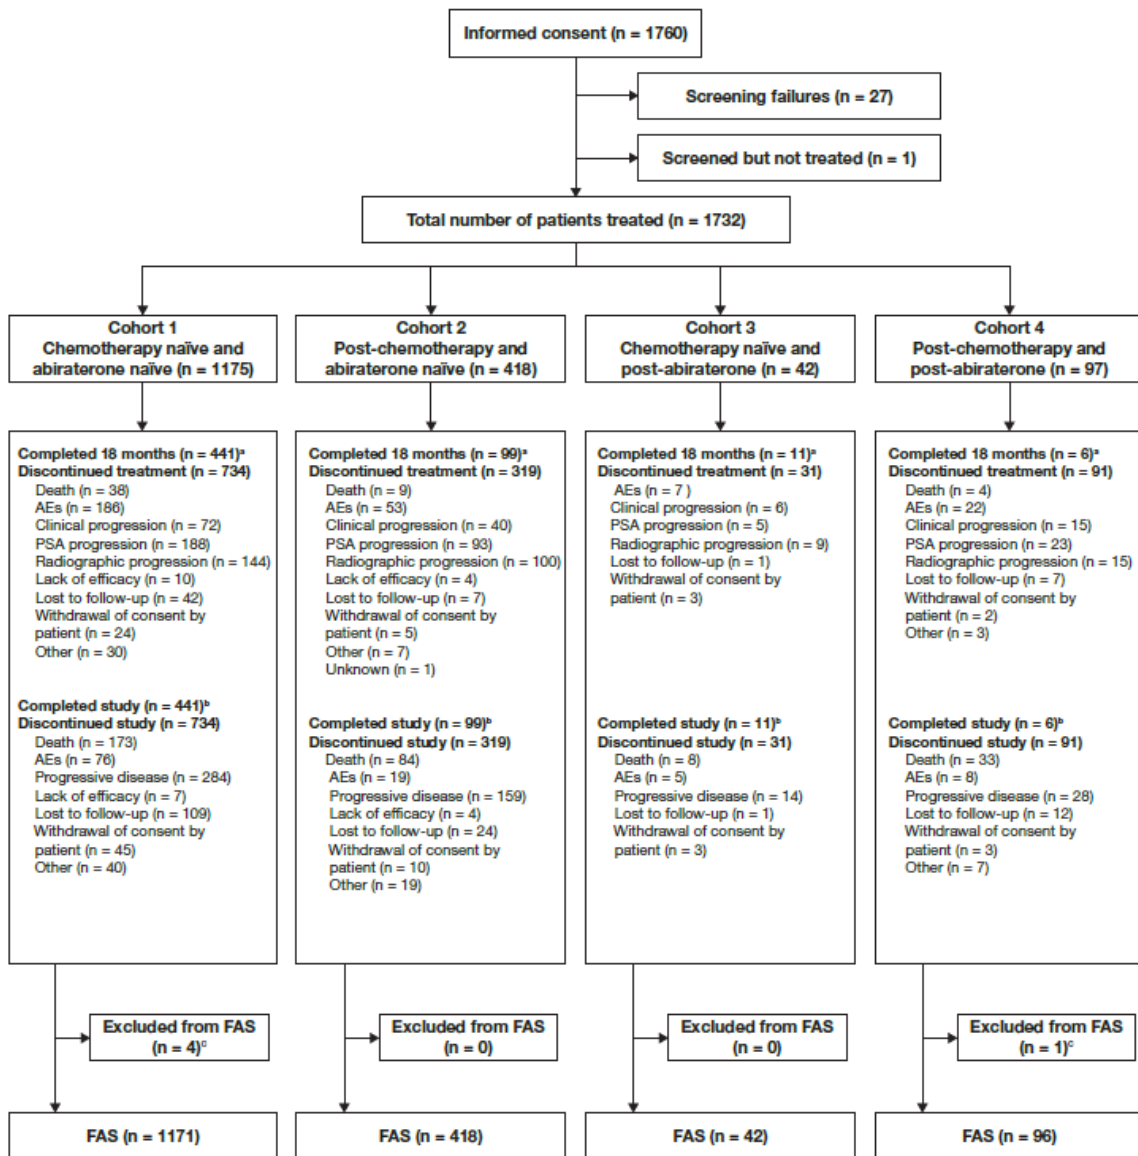 Informed consent (n = 1760)
Screening failures (n = 27)
Screened but not treated (n = 1)
Total number of patients treated (n = 1732)
Cohort 1
Chemotherapy naïve and
abiraterone naïve (n = 1175)
Cohort 2
Post-chemotherapy and
abiraterone naïve (n = 418)
Cohort 3
Chemotherapy naïve and
post-abiraterone (n = 42)
Cohort 4
Post-chemotherapy and
post-abiraterone (n = 97)
Completed 18 months (n = 441)ᵃ
Discontinued treatment (n = 734)
Death (n = 38)
AEs (n = 186)
Clinical progression (n = 72)
PSA progression (n = 188)
Radiographic progression (n = 144)
Lack of efficacy (n = 10)
Lost to follow-up (n = 42)
Withdrawal of consent by
patient (n = 24)
Other (n = 30)
Completed study (n = 441)ᵇ
Discontinued study (n = 734)
Death (n = 173)
AEs (n = 76)
Progressive disease (n = 284)
Lack of efficacy (n = 7)
Lost to follow-up (n = 109)
Withdrawal of consent by
patient (n = 45)
Other (n = 40)
Completed 18 months (n = 99)ᵃ
Discontinued treatment (n = 319)
Death (n = 9)
AEs (n = 53)
Clinical progression (n = 40)
PSA progression (n = 93)
Radiographic progression (n = 100)
Lack of efficacy (n = 4)
Lost to follow-up (n = 7)
Withdrawal of consent by
patient (n = 5)
Other (n = 7)
Unknown (n = 1)
Completed study (n = 99)ᵇ
Discontinued study (n = 319)
Death (n = 84)
AEs (n = 19)
Progressive disease (n = 159)
Lack of efficacy (n = 4)
Lost to follow-up (n = 24)
Withdrawal of consent by
patient (n = 10)
Other (n = 19)
Completed 18 months (n = 11)ᵃ
Discontinued treatment (n = 31)
AEs (n = 7 )
Clinical progression (n = 6)
PSA progression (n = 5)
Radiographic progression (n = 9)
Lost to follow-up (n = 1)
Withdrawal of consent by
patient (n = 3)
Completed study (n = 11)ᵇ
Discontinued study (n = 31)
Death (n = 8)
AEs (n = 5)
Progressive disease (n = 14)
Lost to follow-up (n = 1)
Withdrawal of consent by
patient (n = 3)
Completed 18 months (n = 6)ᵃ
Discontinued treatment (n = 91)
Death (n = 4)
AEs (n = 22)
Clinical progression (n = 15)
PSA progression (n = 23)
Radiographic progression (n = 15)
Lost to follow-up (n = 7)
Withdrawal of consent by
patient (n = 2)
Other (n = 3)
Completed study (n = 6)ᵇ
Discontinued study (n = 91)
Death (n = 33)
AEs (n = 8)
Progressive disease (n = 28)
Lost to follow-up (n = 12)
Withdrawal of consent by
patient (n = 3)
Other (n = 7)
Excluded from FAS
(n = 4)ᶜ
Excluded from FAS
(n = 0)
Excluded from FAS
(n = 0)
Excluded from FAS
(n = 1)ᶜ
FAS (n = 1171)
FAS (n = 418)
FAS (n = 42)
FAS (n = 96)